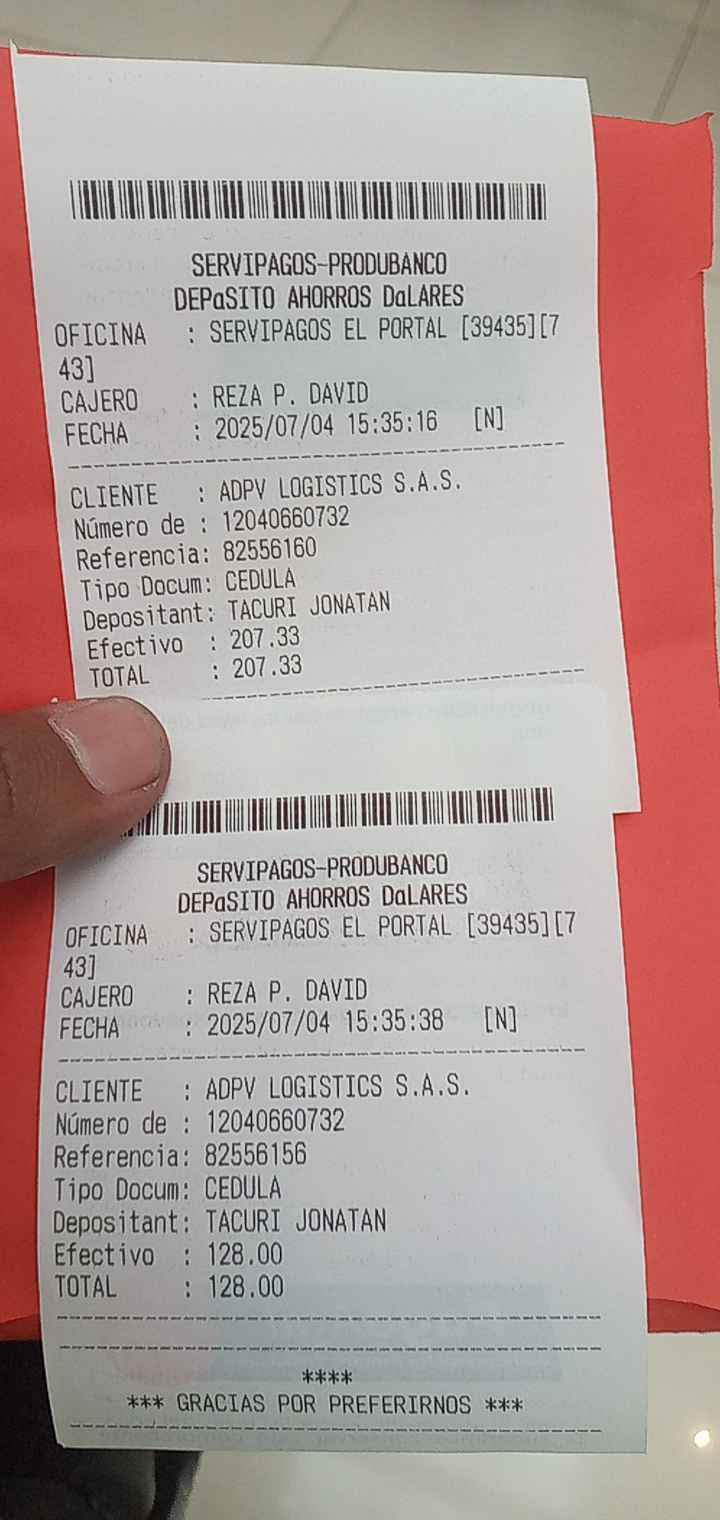 SERVIPAGOS-PRODUBANCO
DEPaSITO AHORROS DaLARES
OFICINA : SERVIPAGOS EL PORTAL [39435][7
43]
CAJERO : REZA P. DAVID
FECHA : 2025/07/04 15:35:16 [N]
CLIENTE : ADPV LOGISTICS S.A.S.
Número de : 12040660732
Referencia: 82556160
Tipo Docum: CEDULA
Depositant: TACURI JONATAN
Efectivo : 207.33
TOTAL : 207.33
SERVIPAGOS-PRODUBANCO
DEPaSITO AHORROS DaLARES
OFICINA : SERVIPAGOS EL PORTAL [39435][7
43]
CAJERO : REZA P. DAVID
FECHA : 2025/07/04 15:35:38 [N]
CLIENTE : ADPV LOGISTICS S.A.S.
Número de : 12040660732
Referencia: 82556156
Tipo Docum: CEDULA
Depositant: TACURI JONATAN
Efectivo : 128.00
TOTAL : 128.00
****
*** GRACIAS POR PREFERIRNOS ***